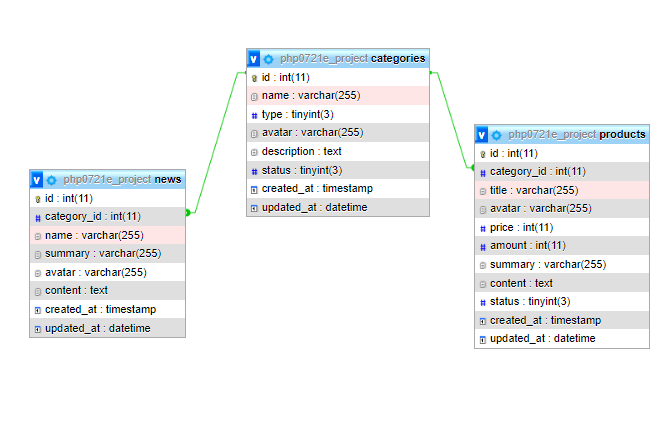 php0721e_project categories
id : int(11)
name : varchar(255)
type : tinyint(3)
avatar : varchar(255)
description : text
status : tinyint(3)
created_at : timestamp
updated_at : datetime
php0721e_project news
id : int(11)
category_id : int(11)
name : varchar(255)
summary : varchar(255)
avatar : varchar(255)
content : text
created_at : timestamp
updated_at : datetime
php0721e_project products
id : int(11)
category_id : int(11)
title : varchar(255)
avatar : varchar(255)
price : int(11)
amount : int(11)
summary : varchar(255)
content : text
status : tinyint(3)
created_at : timestamp
updated_at : datetime